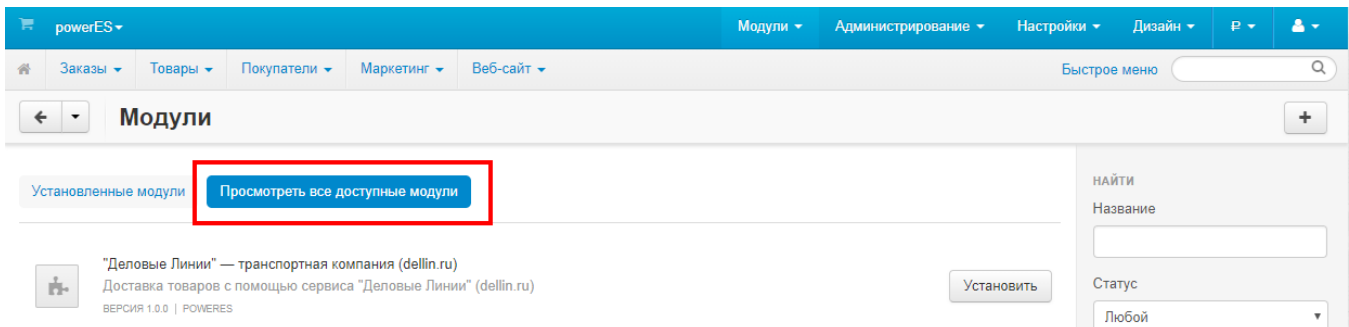 powerES
Модули Администрирование Настройки Дизайн ₽
Заказы Товары Покупатели Маркетинг Веб-сайт Быстрое меню
Модули
+
Установленные модули Просмотреть все доступные модули
НАЙТИ
Название
"Деловые Линии" — транспортная компания (dellin.ru)
Доставка товаров с помощью сервиса "Деловые Линии" (dellin.ru)
ВЕРСИЯ 1.0.0 | POWERES
Установить
Статус
Любой